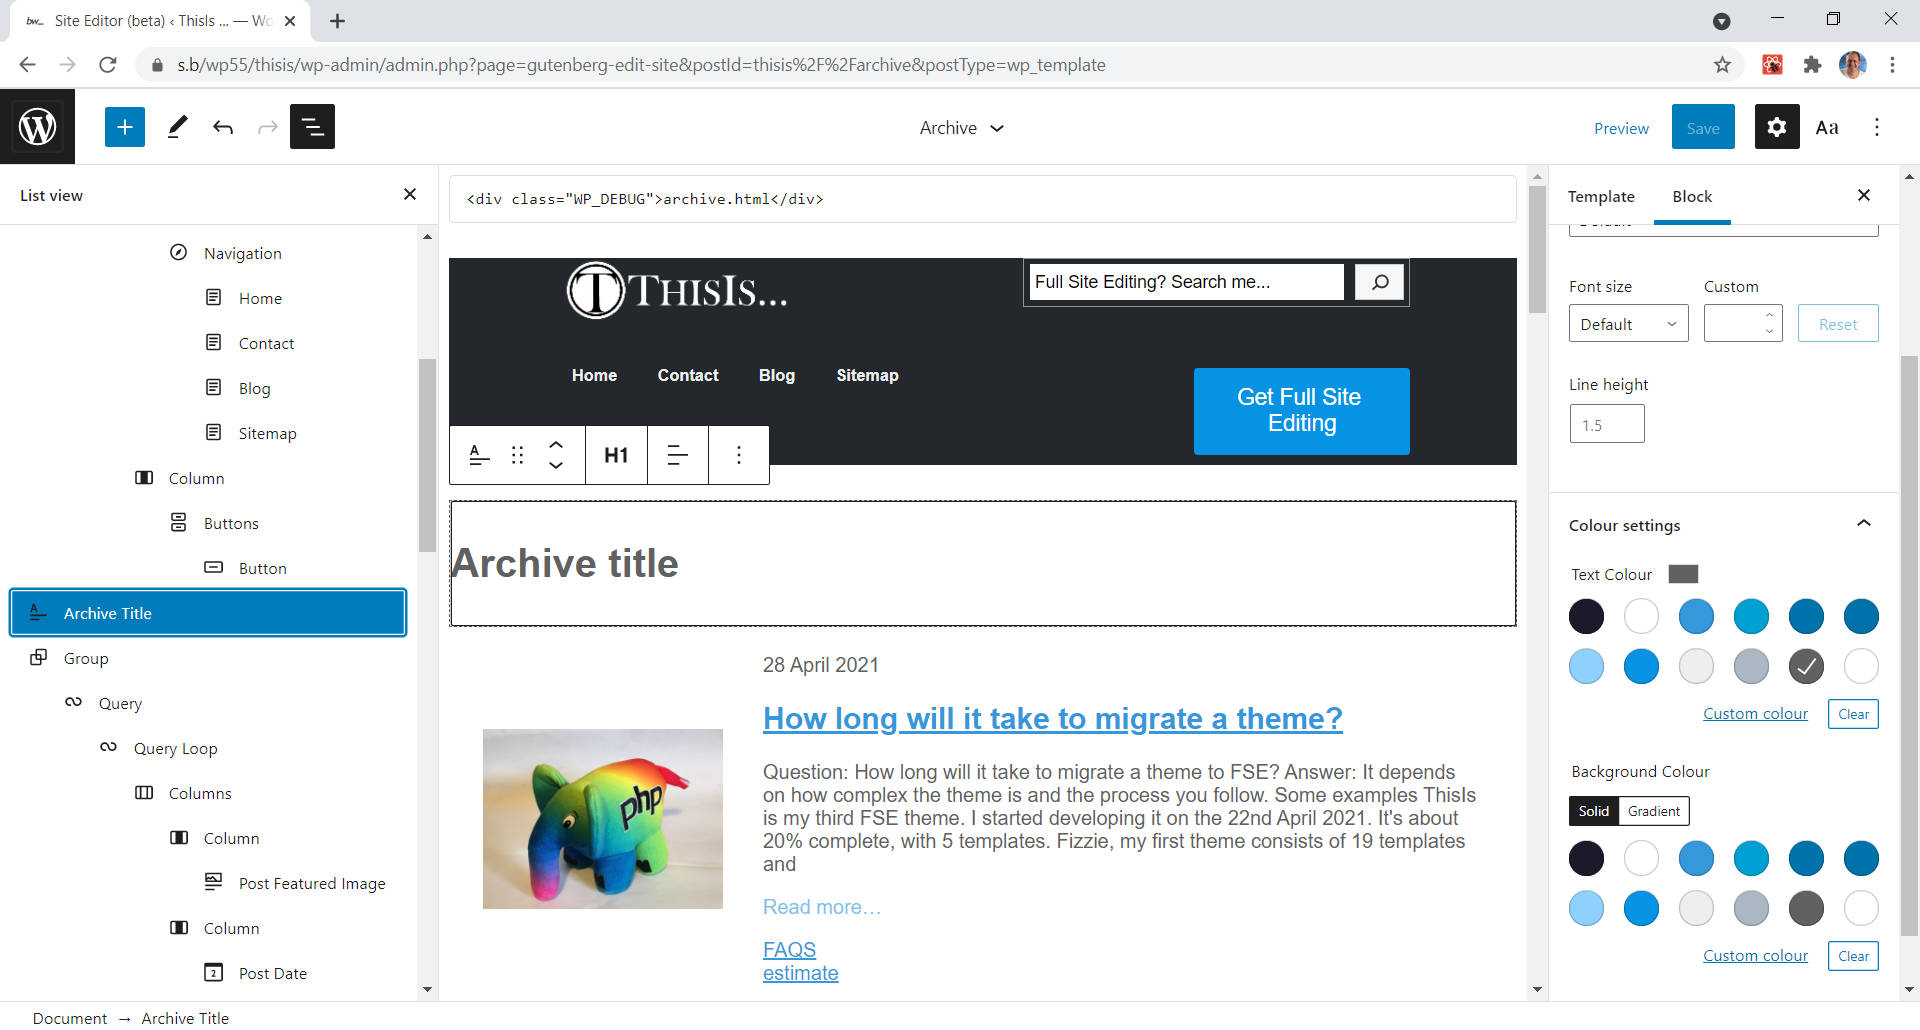 bw_ Site Editor (beta) ‹ ThisIs ... — Wo
s.b/wp55/thisis/wp-admin/admin.php?page=gutenberg-edit-site&postId=thisis%2F%2Farchive&postType=wp_template
Archive
Preview
Save
Aa
List view
Navigation
Home
Contact
Blog
Sitemap
Column
Buttons
Button
Archive Title
Group
Query
Query Loop
Columns
Column
Post Featured Image
Column
Post Date
<div class="WP_DEBUG">archive.html</div>
THISIS...
Full Site Editing? Search me...
Home Contact Blog Sitemap
Get Full Site
Editing
H1
Archive title
28 April 2021
How long will it take to migrate a theme?
php
Question: How long will it take to migrate a theme to FSE? Answer: It depends
on how complex the theme is and the process you follow. Some examples ThisIs
is my third FSE theme. I started developing it on the 22nd April 2021. It's about
20% complete, with 5 templates. Fizzie, my first theme consists of 19 templates
and
Read more…
FAQS
estimate
Template Block
Default
Font size Custom
Default Reset
Line height
1.5
Colour settings
Text Colour
Custom colour Clear
Background Colour
Solid Gradient
Custom colour Clear
Document → Archive Title